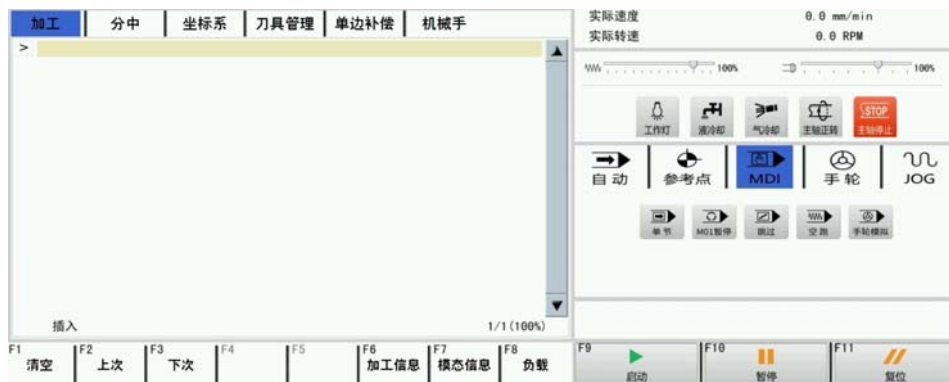 加工 分中 坐标系 刀具管理 单边补偿 机械手
>
插入 1/1(100%)
F1 清空 F2 上次 F3 下次 F4 F5 F6 加工信息 F7 模态信息 F8 负载
实际速度 0.0 mm/min
实际转速 0.0 RPM
100% 100%
工作灯 液冷却 气冷却 主轴正转 STOP 主轴停止
自动 参考点 MDI 手轮 JOG
单节 M01暂停 跳过 空跑 手轮模拟
F9 启动 F10 暂停 F11 复位